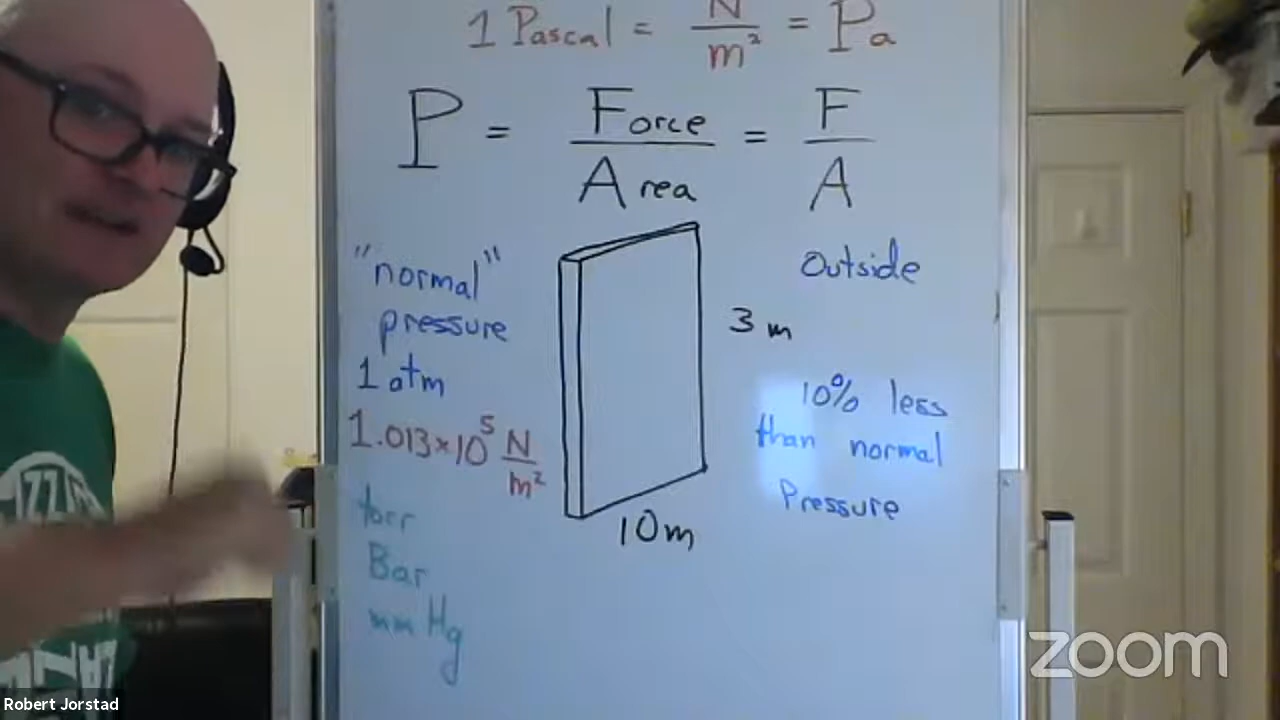 1 Pascal = N/m² = Pa
P = Force/Area = F/A
"normal"
pressure
1 atm
1.013×10⁵ N/m²
torr
Bar
mm Hg
3 m
10m
Outside
10% less
than normal
Pressure
zoom
Robert Jorstad